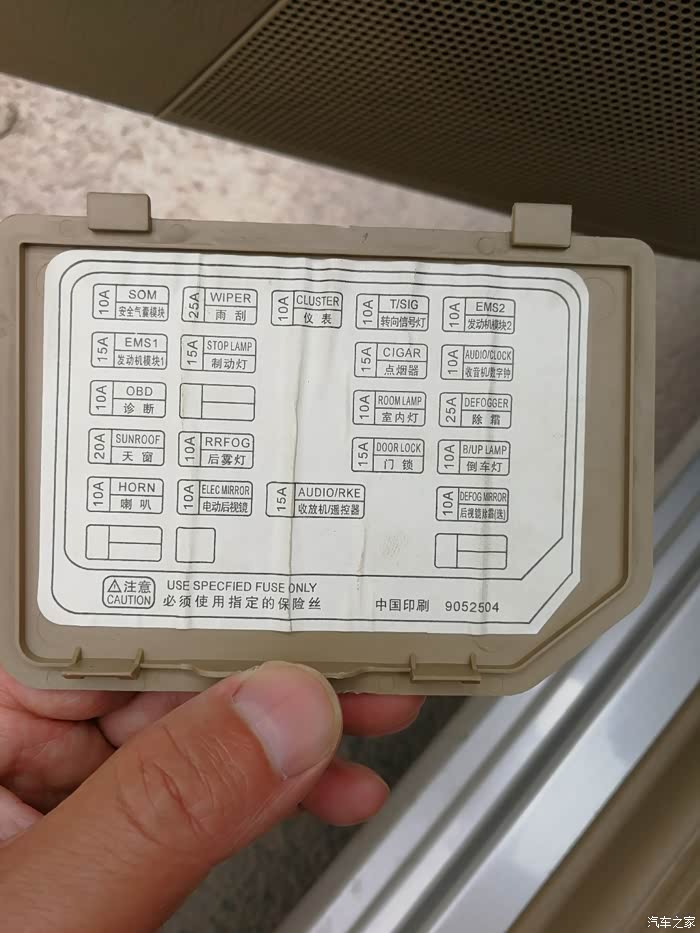 10A SOM 安全气囊模块
25A WIPER 雨刮
10A CLUSTER 仪表
10A T/SIG 转向信号灯
10A EMS2 发动机模块2
15A EMS1 发动机模块1
15A STOP LAMP 制动灯
15A CIGAR 点烟器
10A AUDIO/CLOCK 收音机/数字钟
10A OBD 诊断
10A ROOM LAMP 室内灯
25A DEFOGGER 除霜
20A SUNROOF 天窗
10A RRFOG 后雾灯
15A DOOR LOCK 门锁
10A B/UP LAMP 倒车灯
10A HORN 喇叭
10A ELEC MIRROR 电动后视镜
15A AUDIO/RKE 收放机/遥控器
10A DEFOG MIRROR 后视镜除霜(选)
注意 CAUTION
USE SPECFIED FUSE ONLY
必须使用指定的保险丝
中国印刷 9052504
汽车之家